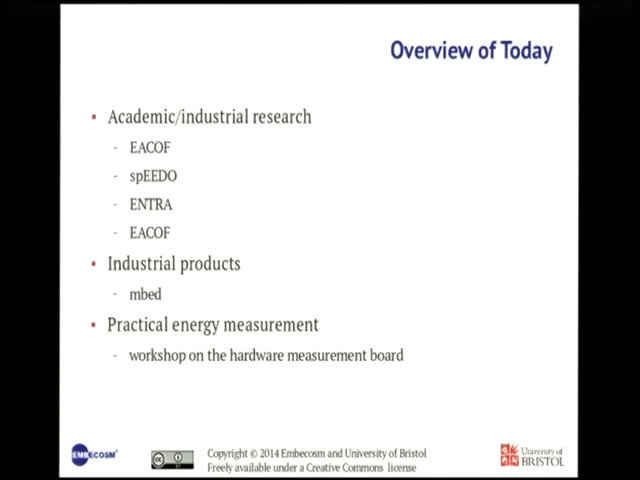 Overview of Today
Academic/industrial research
- EACOF
- spEEDO
- ENTRA
- EACOF
Industrial products
- mbed
Practical energy measurement
- workshop on the hardware measurement board
EMBECOSM®
Copyright © 2014 Embecosm and University of Bristol
Freely available under a Creative Commons license
University of
BRISTOL